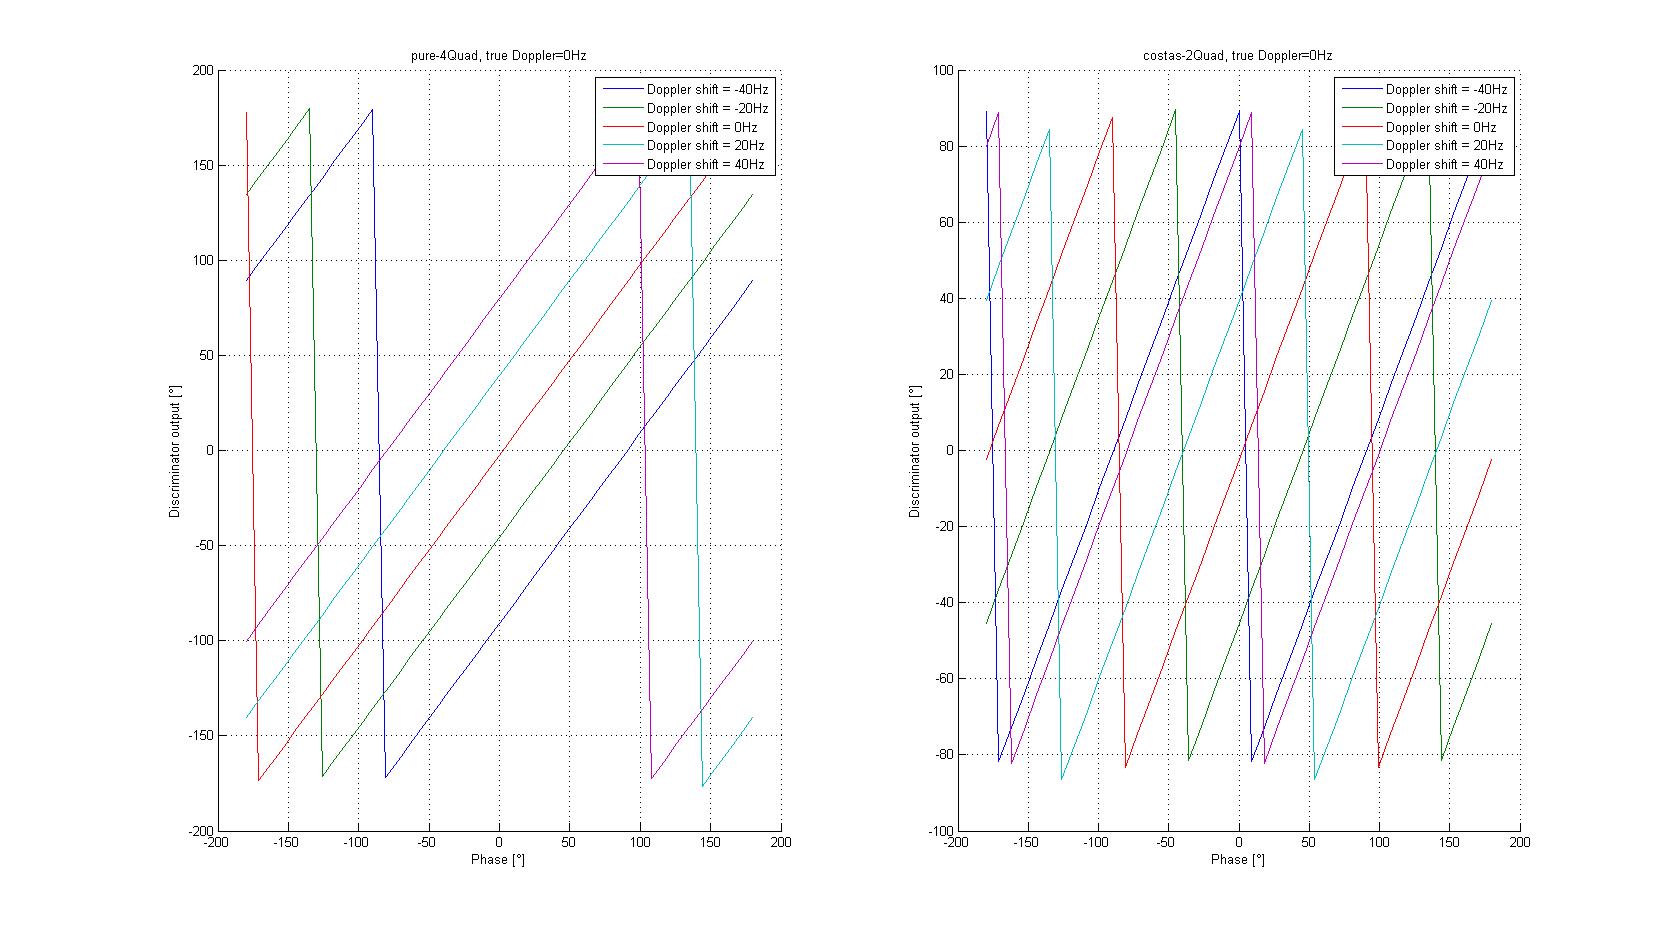 pure-4Quad, true Doppler=0Hz
200
150
100
50
0
-50
-100
-150
-200
Discriminator output [°]
-200 -150 -100 -50 0 50 100 150 200
Phase [°]
Doppler shift = -40Hz
Doppler shift = -20Hz
Doppler shift = 0Hz
Doppler shift = 20Hz
Doppler shift = 40Hz
costas-2Quad, true Doppler=0Hz
100
80
60
40
20
0
-20
-40
-60
-80
-100
Discriminator output [°]
-200 -150 -100 -50 0 50 100 150 200
Phase [°]
Doppler shift = -40Hz
Doppler shift = -20Hz
Doppler shift = 0Hz
Doppler shift = 20Hz
Doppler shift = 40Hz